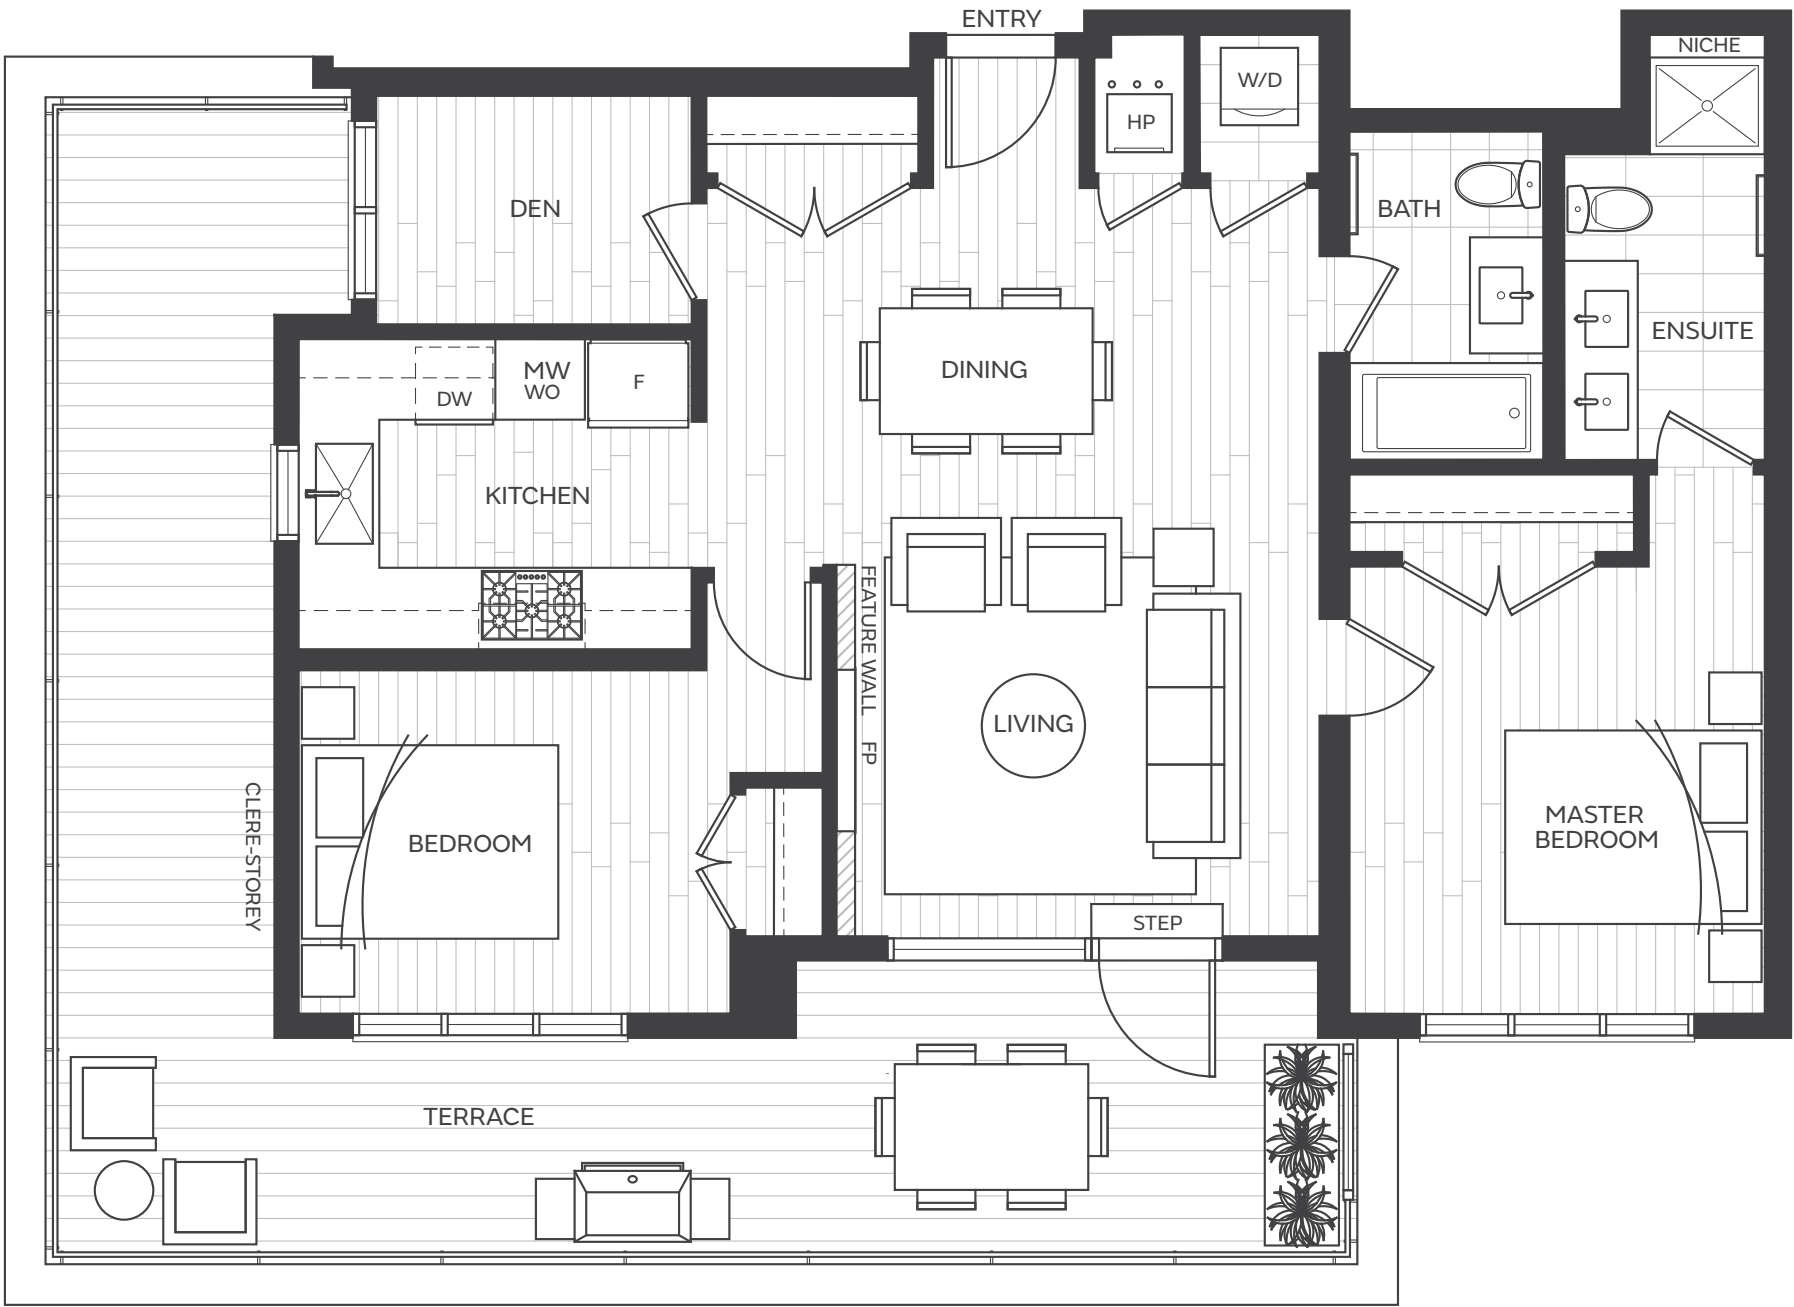 ENTRY
NICHE
W/D
HP
DEN
BATH
ENSUITE
MW
WO
F
DW
DINING
KITCHEN
FEATURE WALL
FP
LIVING
CLERE-STOREY
BEDROOM
MASTER
BEDROOM
STEP
TERRACE